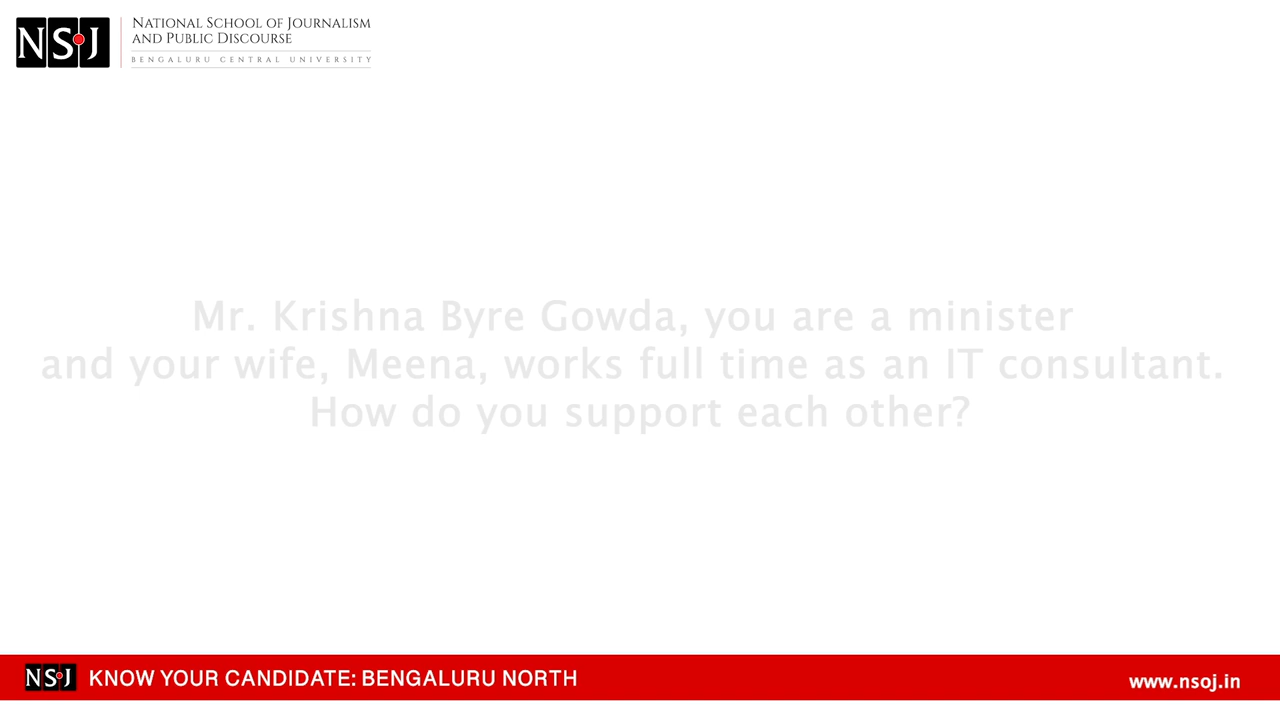 NSJ
NATIONAL SCHOOL OF JOURNALISM
AND PUBLIC DISCOURSE
BENGALURU CENTRAL UNIVERSITY
Mr. Krishna Byre Gowda, you are a minister
and your wife, Meena, works full time as an IT consultant.
How do you support each other?
NSJ KNOW YOUR CANDIDATE: BENGALURU NORTH
www.nsoj.in